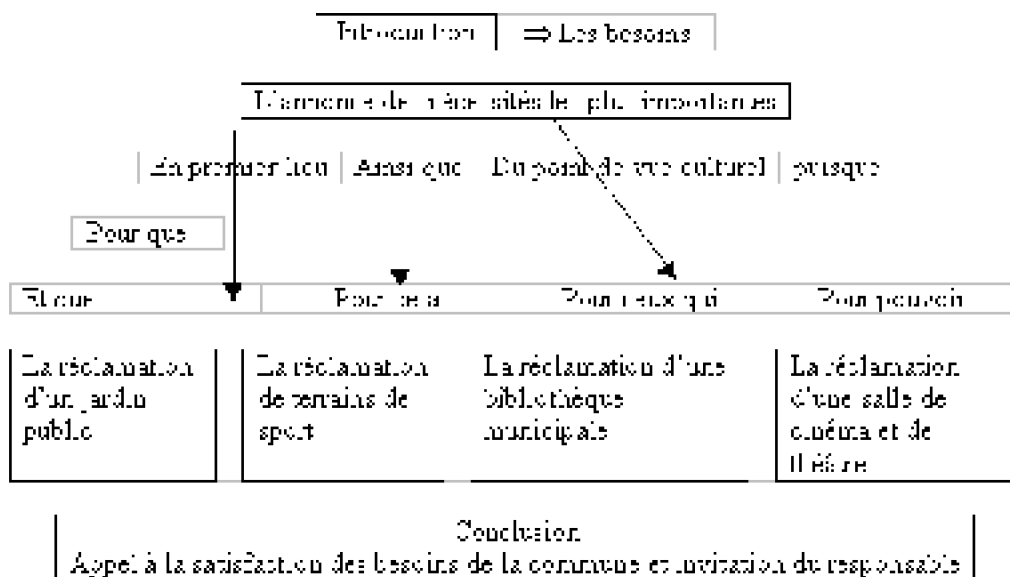 Introduction ⇒ Les besoins
L'annonce des nécessités les plus importantes
En premier lieu Ainsi que Du point de vue culturel puisque
Pour que
Et que Pour cela Pour ceux qui Pour pouvoir
La réclamation d'un jardin public
La réclamation de terrains de sport
La réclamation d'une bibliothèque municipale
La réclamation d'une salle de cinéma et de théâtre
Conclusion
Appel à la satisfaction des besoins de la commune et invitation du responsable